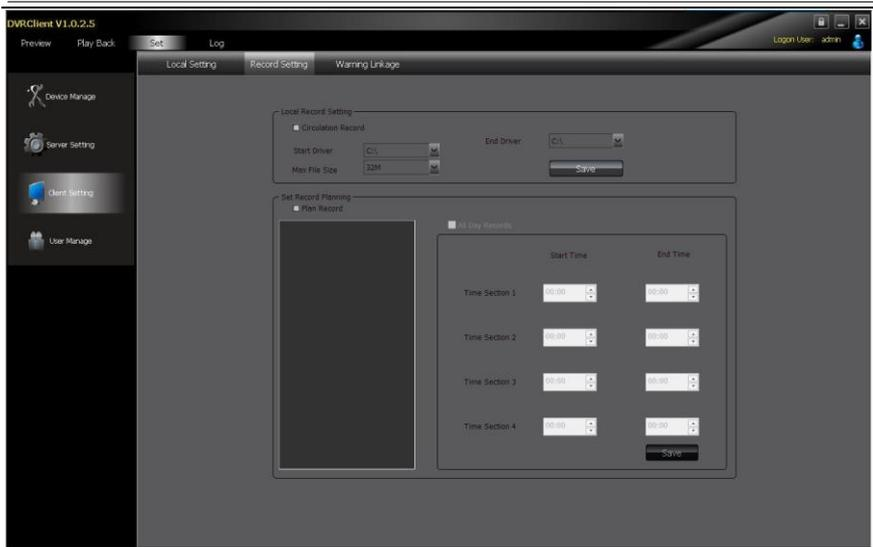 DVRClient V1.0.2.5
Preview Play Back Set Log
Logon User: admin
Local Setting Record Setting Warning Linkage
Device Manage
Server Setting
Client Setting
User Manage
Local Record Setting
Circulation Record
Start Driver C:\ End Driver C:\
Max File Size 32M Save
Set Record Planning
Plan Record
All Day Records
Start Time End Time
Time Section 1 00:00 00:00
Time Section 2 00:00 00:00
Time Section 3 00:00 00:00
Time Section 4 00:00 00:00
Save